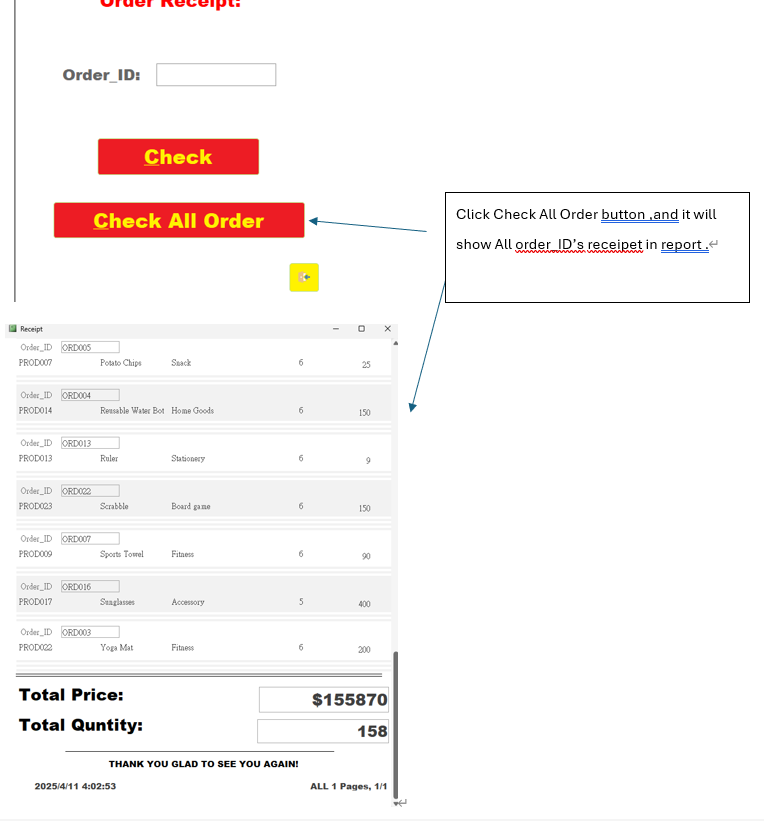 Order Receipt:
Order_ID:
Check
Check All Order
Click Check All Order button ,and it will
show All order_ID's receipet in report .
Receipt
Order_ID ORD005
PROD007 Potato Chips Snack 6 25
Order_ID ORD004
PROD014 Reusable Water Bot Home Goods 6 150
Order_ID ORD013
PROD013 Ruler Stationery 6 9
Order_ID ORD022
PROD023 Scrabble Board game 6 150
Order_ID ORD007
PROD009 Sports Towel Fitness 6 90
Order_ID ORD016
PROD017 Sunglasses Accessory 5 400
Order_ID ORD003
PROD022 Yoga Mat Fitness 6 200
Total Price: $155870
Total Quntity: 158
THANK YOU GLAD TO SEE YOU AGAIN!
2025/4/11 4:02:53 ALL 1 Pages, 1/1